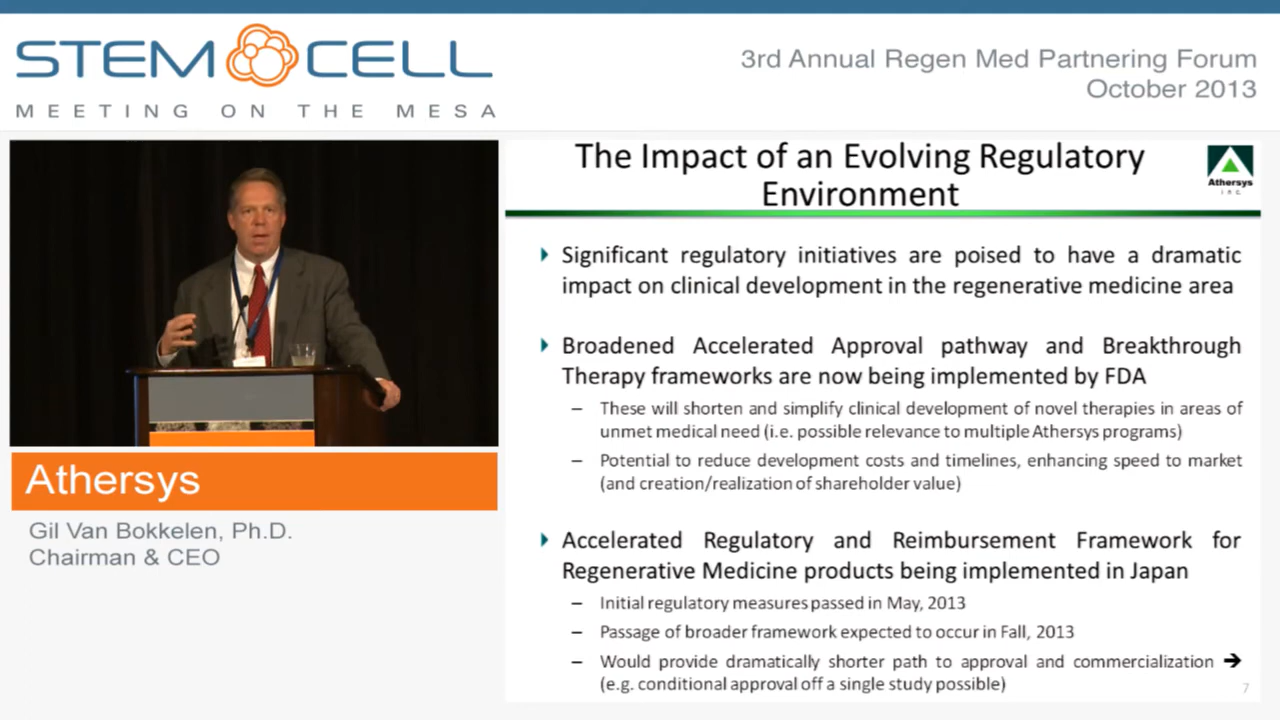 STEM CELL
MEETING ON THE MESA
3rd Annual Regen Med Partnering Forum
October 2013
The Impact of an Evolving Regulatory
Environment
Athersys
inc.
Significant regulatory initiatives are poised to have a dramatic
impact on clinical development in the regenerative medicine area
Broadened Accelerated Approval pathway and Breakthrough
Therapy frameworks are now being implemented by FDA
– These will shorten and simplify clinical development of novel therapies in areas of
unmet medical need (i.e. possible relevance to multiple Athersys programs)
– Potential to reduce development costs and timelines, enhancing speed to market
(and creation/realization of shareholder value)
Accelerated Regulatory and Reimbursement Framework for
Regenerative Medicine products being implemented in Japan
– Initial regulatory measures passed in May, 2013
– Passage of broader framework expected to occur in Fall, 2013
– Would provide dramatically shorter path to approval and commercialization ➔
(e.g. conditional approval off a single study possible)
7
Athersys
Gil Van Bokkelen, Ph.D.
Chairman & CEO